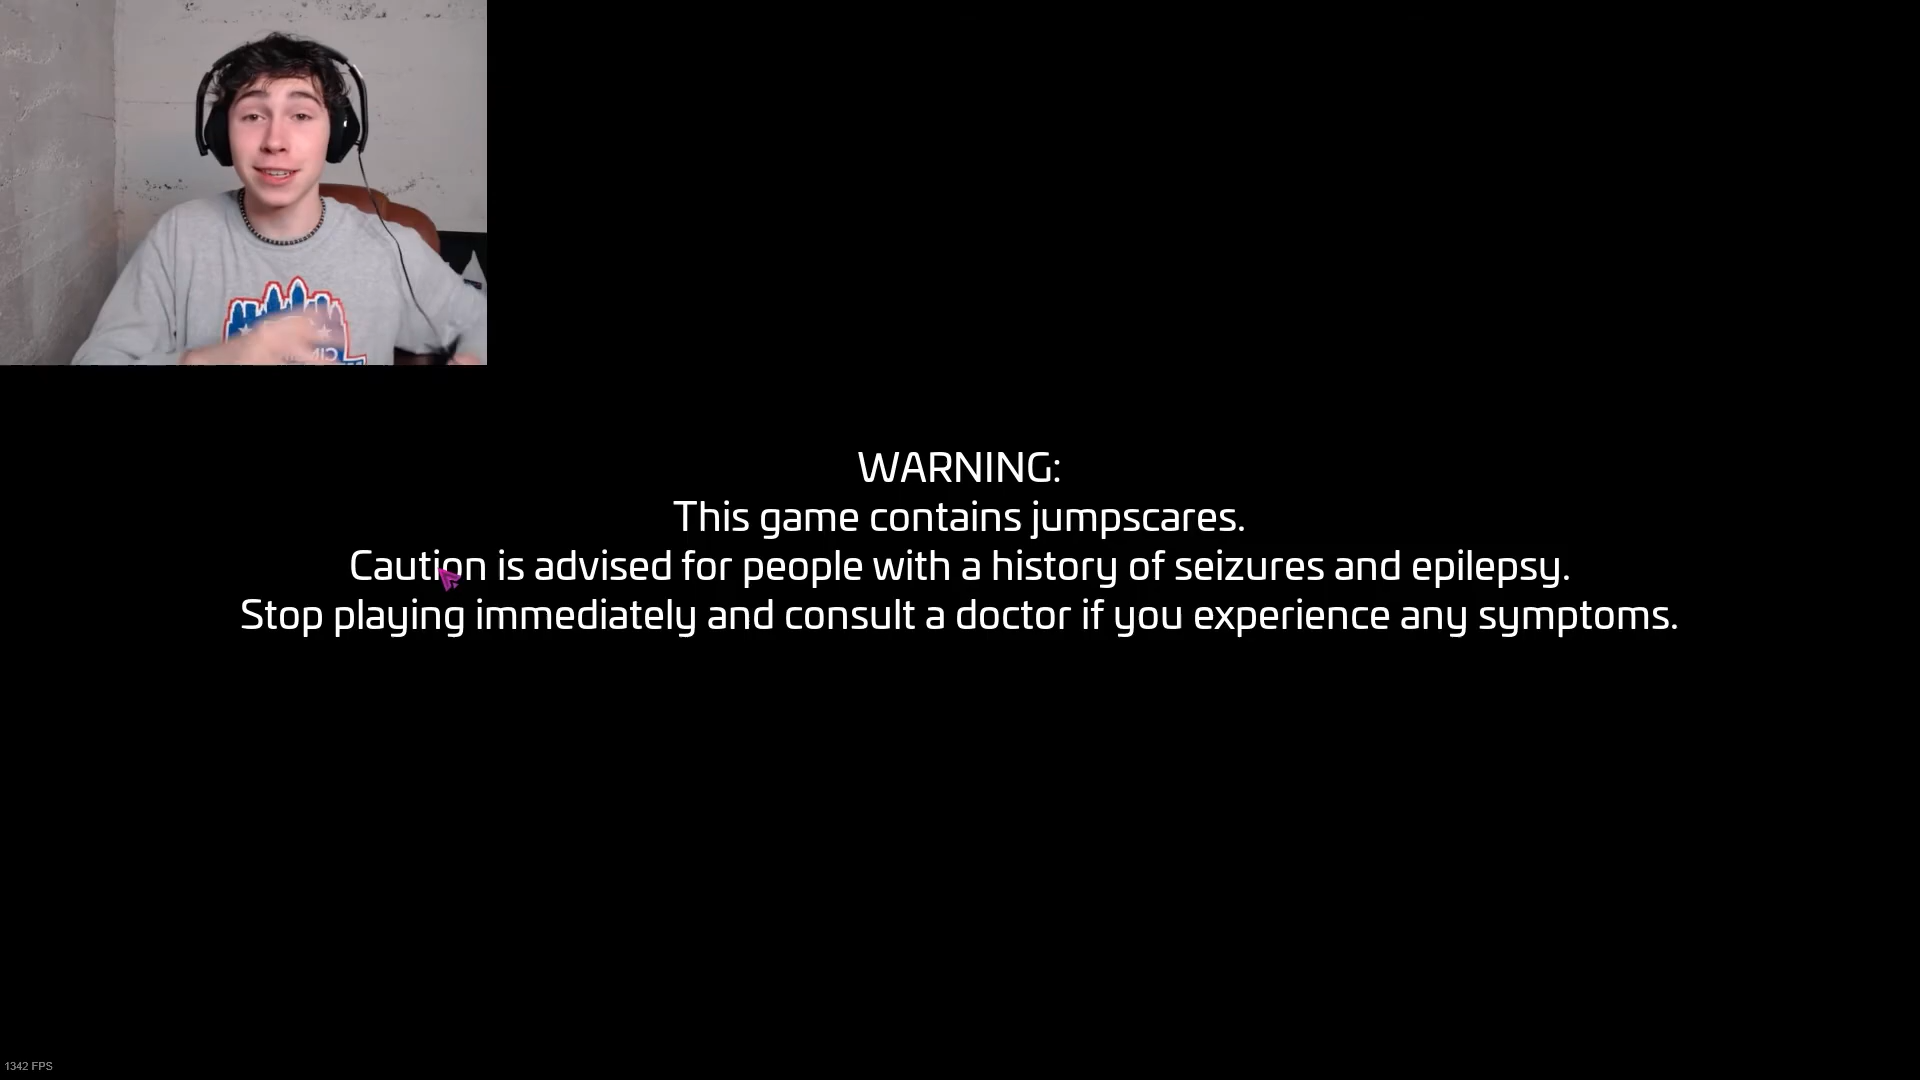 WARNING:
This game contains jumpscares.
Caution is advised for people with a history of seizures and epilepsy.
Stop playing immediately and consult a doctor if you experience any symptoms.
1342 FPS